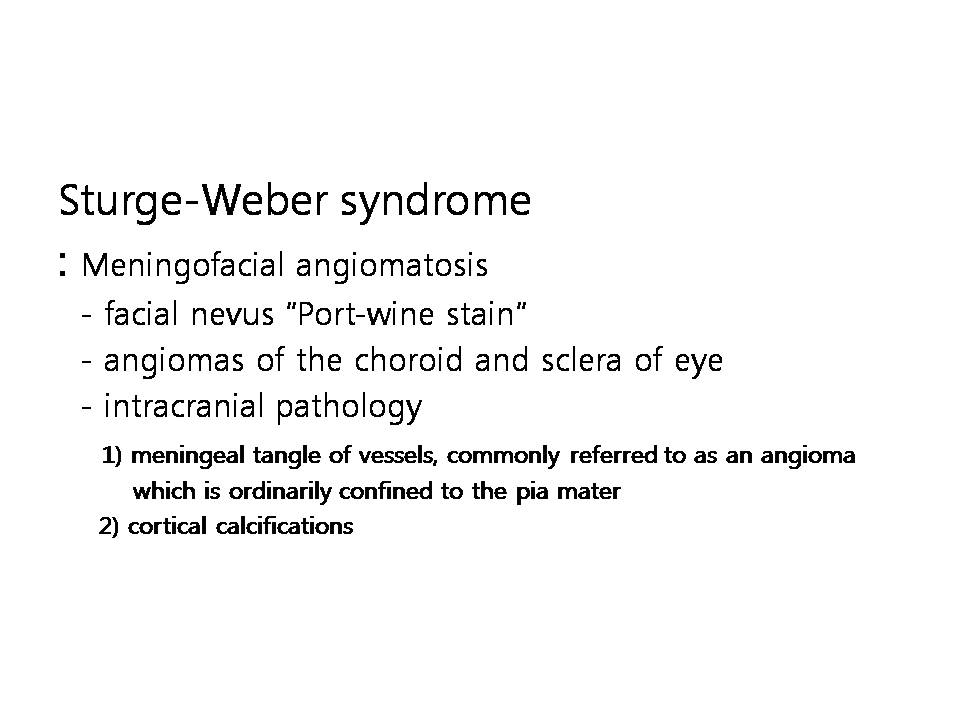 Sturge-Weber syndrome
: Meningofacial angiomatosis
- facial nevus “Port-wine stain”
- angiomas of the choroid and sclera of eye
- intracranial pathology
1) meningeal tangle of vessels, commonly referred to as an angioma
which is ordinarily confined to the pia mater
2) cortical calcifications